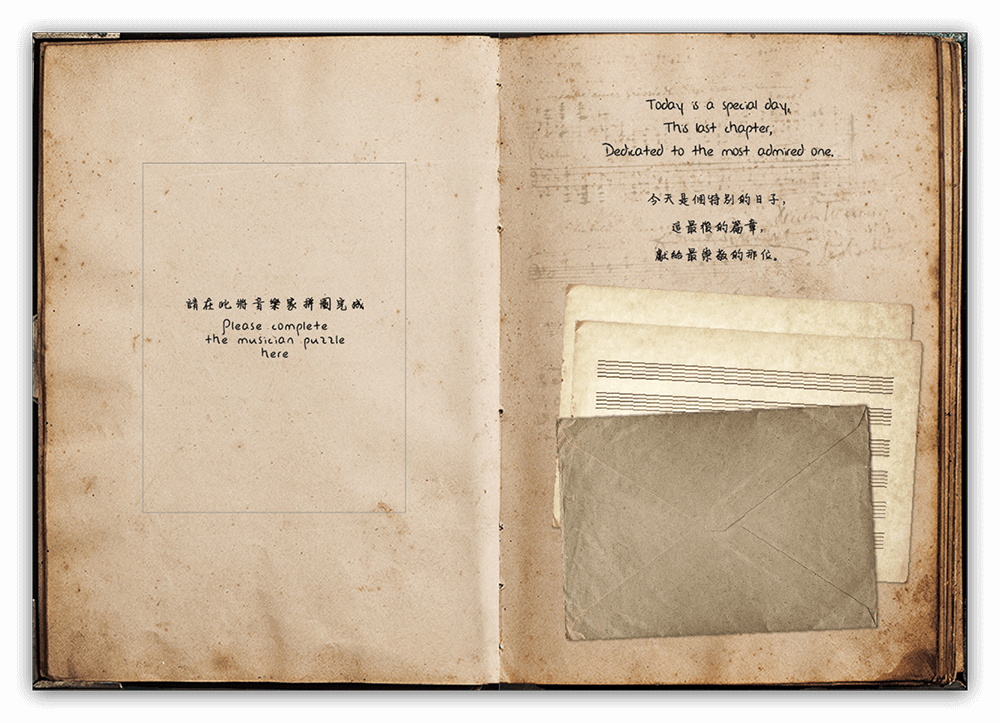 請在此將音樂家拼圖完成
Please complete
the musician puzzle
here
Today is a special day,
This last chapter,
Dedicated to the most admired one.
今天是個特别的日子,
這最後的篇章,
獻給最崇敬的那位。